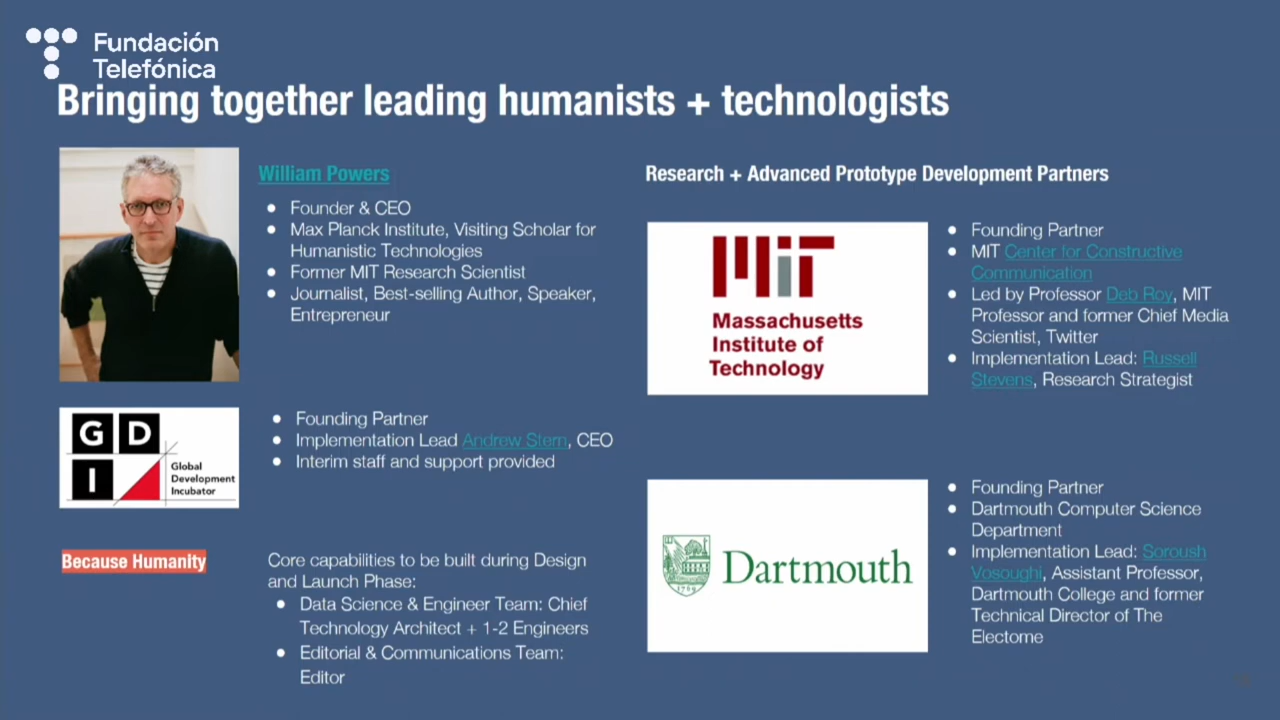 Fundación
Telefónica
Bringing together leading humanists + technologists
William Powers
● Founder & CEO
● Max Planck Institute, Visiting Scholar for
Humanistic Technologies
● Former MIT Research Scientist
● Journalist, Best-selling Author, Speaker,
Entrepreneur
G D
I
Global
Development
Incubator
● Founding Partner
● Implementation Lead Andrew Stern, CEO
● Interim staff and support provided
Because Humanity
Core capabilities to be built during Design
and Launch Phase:
● Data Science & Engineer Team: Chief
Technology Architect + 1-2 Engineers
● Editorial & Communications Team:
Editor
Research + Advanced Prototype Development Partners
MIT
Massachusetts
Institute of
Technology
● Founding Partner
● MIT Center for Constructive
Communication
● Led by Professor Deb Roy, MIT
Professor and former Chief Media
Scientist, Twitter
● Implementation Lead: Russell
Stevens, Research Strategist
1769
Dartmouth
● Founding Partner
● Dartmouth Computer Science
Department
● Implementation Lead: Soroush
Vosoughi, Assistant Professor,
Dartmouth College and former
Technical Director of The
Electome